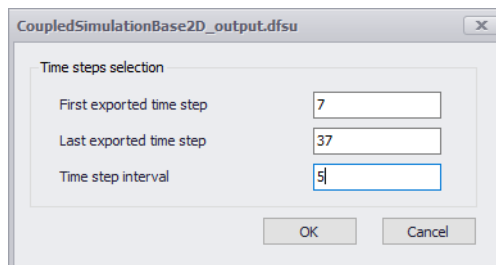 CoupledSimulationBase2D_output.dfsu
Time steps selection
First exported time step 7
Last exported time step 37
Time step interval 5
OK Cancel